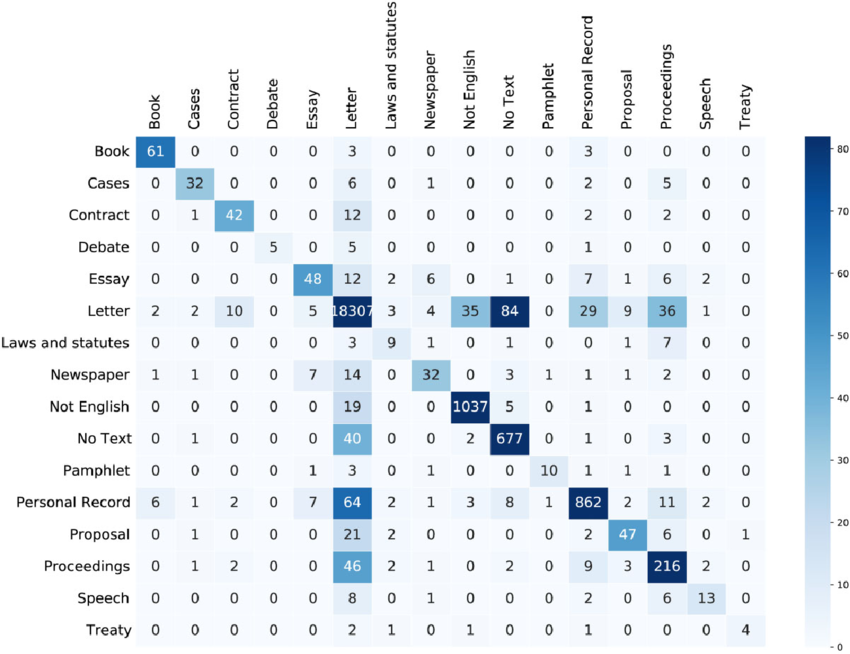 Book Cases Contract Debate Essay Letter Laws and statutes Newspaper Not English No Text Pamphlet Personal Record Proposal Proceedings Speech Treaty
Book 61 0 0 0 0 3 0 0 0 0 0 3 0 0 0 0
Cases 0 32 0 0 0 6 0 1 0 0 0 2 0 5 0 0
Contract 0 1 42 0 0 12 0 0 0 0 0 2 0 2 0 0
Debate 0 0 0 5 0 5 0 0 0 0 0 1 0 0 0 0
Essay 0 0 0 0 48 12 2 6 0 1 0 7 1 6 2 0
Letter 2 2 10 0 5 18307 3 4 35 84 0 29 9 36 1 0
Laws and statutes 0 0 0 0 0 3 9 1 0 1 0 0 1 7 0 0
Newspaper 1 1 0 0 7 14 0 32 0 3 1 1 1 2 0 0
Not English 0 0 0 0 0 19 0 0 1037 5 0 1 0 0 0 0
No Text 0 1 0 0 0 40 0 0 2 677 0 1 0 3 0 0
Pamphlet 0 0 0 0 1 3 0 1 0 0 10 1 1 1 0 0
Personal Record 6 1 2 0 7 64 2 1 3 8 1 862 2 11 2 0
Proposal 0 1 0 0 0 21 2 0 0 0 0 2 47 6 0 1
Proceedings 0 1 2 0 0 46 2 1 0 2 0 9 3 216 2 0
Speech 0 0 0 0 0 8 0 1 0 0 0 2 0 6 13 0
Treaty 0 0 0 0 0 2 1 0 1 0 0 1 0 0 0 4
80
70
60
50
40
30
20
10
0